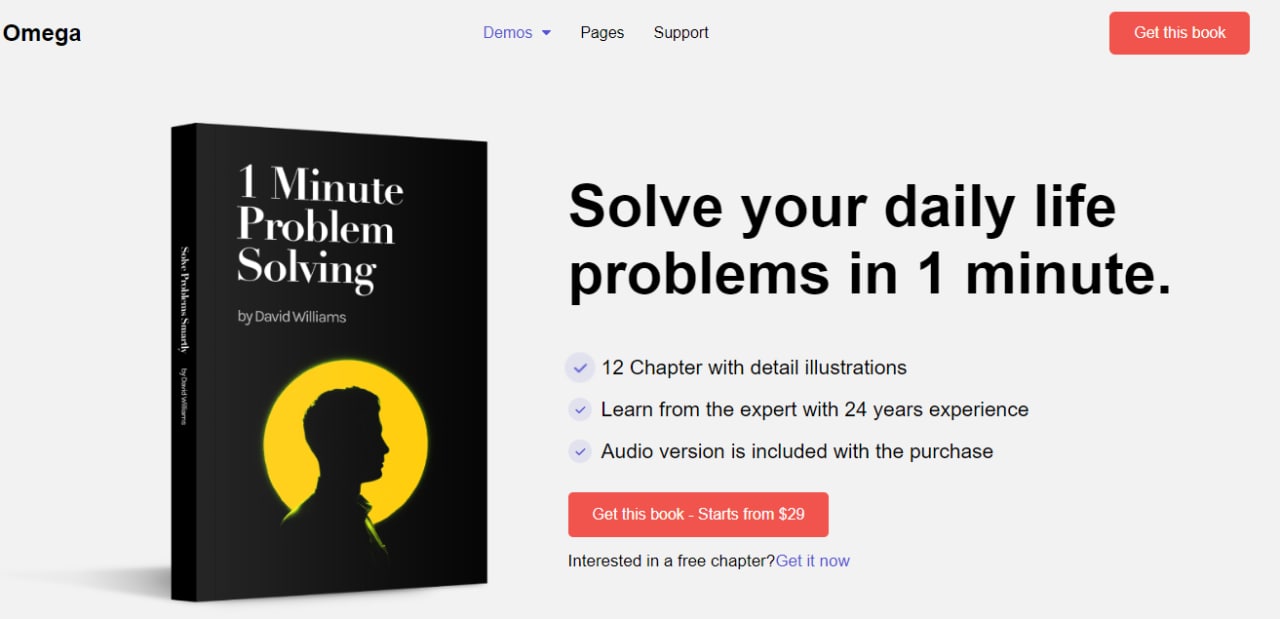 Omega
Demos
Pages
Support
Get this book
1 Minute
Problem
Solving
by David Williams
Solve Problems Smartly
by David Williams
Solve your daily life
problems in 1 minute.
12 Chapter with detail illustrations
Learn from the expert with 24 years experience
Audio version is included with the purchase
Get this book - Starts from $29
Interested in a free chapter?Get it now